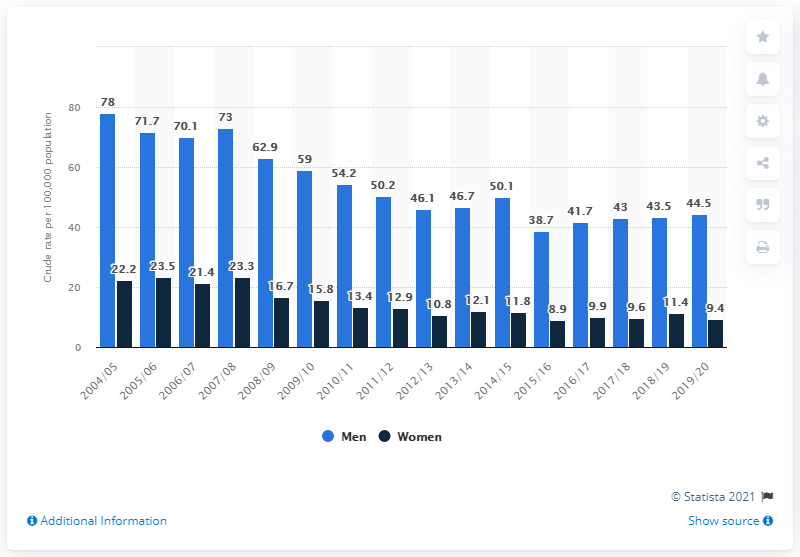 Crude rate per 100,000 population
80
60
40
20
0
78 71.7 70.1 73 62.9 59 54.2 50.2 46.1 46.7 50.1 38.7 41.7 43 43.5 44.5
22.2 23.5 21.4 23.3 16.7 15.8 13.4 12.9 10.8 12.1 11.8 8.9 9.9 9.6 11.4 9.4
2004/05 2005/06 2006/07 2007/08 2008/09 2009/10 2010/11 2011/12 2012/13 2013/14 2014/15 2015/16 2016/17 2017/18 2018/19 2019/20
Men Women
© Statista 2021
Additional Information Show source